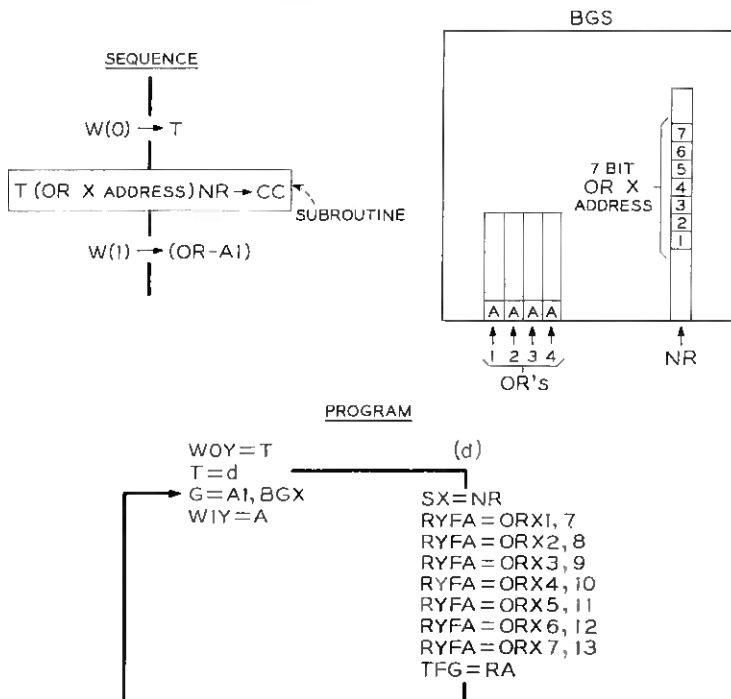 SEQUENCE
W(0) → T
T (OR X ADDRESS) NR → CC
SUBROUTINE
W(1) → (OR-A1)
BGS
7
6
5
4
3
2
1
7 BIT
OR X
ADDRESS
A A A A
1 2 3 4
OR'S
NR
PROGRAM
WOY=T
T=d
G=A1, BGX
W1Y=A
(d)
SX=NR
RYFA=ORX1, 7
RYFA=ORX2, 8
RYFA=ORX3, 9
RYFA=ORX4, 10
RYFA=ORX5, 11
RYFA=ORX6, 12
RYFA=ORX7, 13
TFG=RA